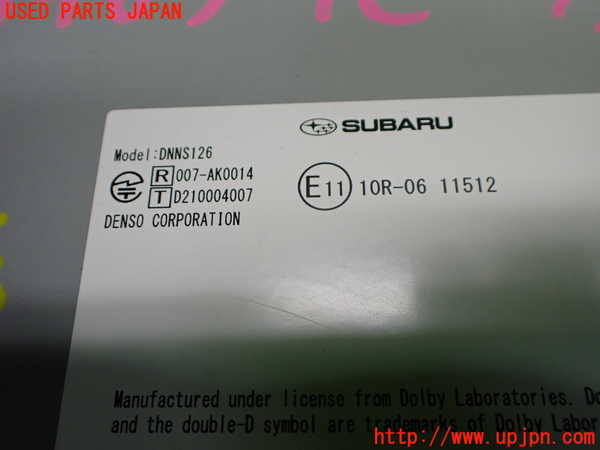 USED PARTS JAPAN
SUBARU
Model:DNNS126
R 007-AK0014
T D210004007
DENSO CORPORATION
E11 10R-06 11512
Manufactured under license from Dolby Laboratories.
and the double-D symbol are trademarks of Dolby
http://www.upjpn.com/